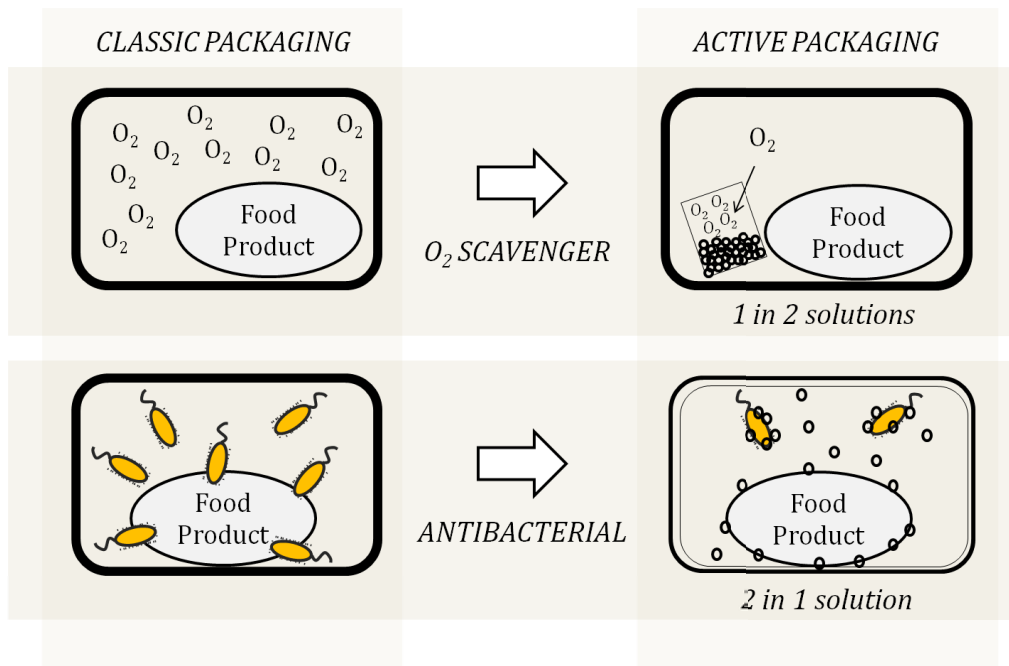 CLASSIC PACKAGING
ACTIVE PACKAGING
O₂
O₂
O₂
O₂
O₂
O₂
O₂
O₂
O₂
O₂
O₂
Food
Product
O₂ SCAVENGER
O₂
O₂
O₂
O₂
O₂
Food
Product
1 in 2 solutions
Food
Product
ANTIBACTERIAL
Food
Product
2 in 1 solution